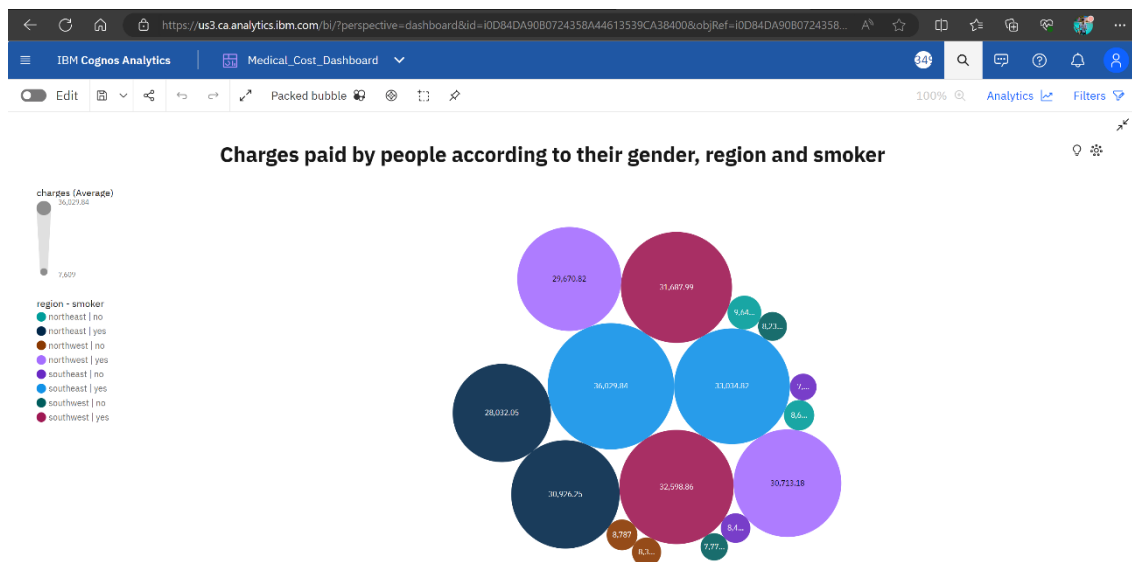 https://us3.ca.analytics.ibm.com/bi/?perspective=dashboard&id=i0D84DA90B0724358A44613539CA38400&objRef=i0D84DA90B0724358...
IBM Cognos Analytics Medical_Cost_Dashboard
Edit Packed bubble 100% Analytics Filters
Charges paid by people according to their gender, region and smoker
charges (Average)
36,029.84
7,609
region - smoker
northeast | no
northeast | yes
northwest | no
northwest | yes
southeast | no
southeast | yes
southwest | no
southwest | yes
29,670.82
31,687.99
9,64...
8,73...
36,029.84
33,034.82
7,...
8,6...
28,032.05
30,926.25
32,598.86
30,713.18
8,787
8,3...
7,77...
8,4...